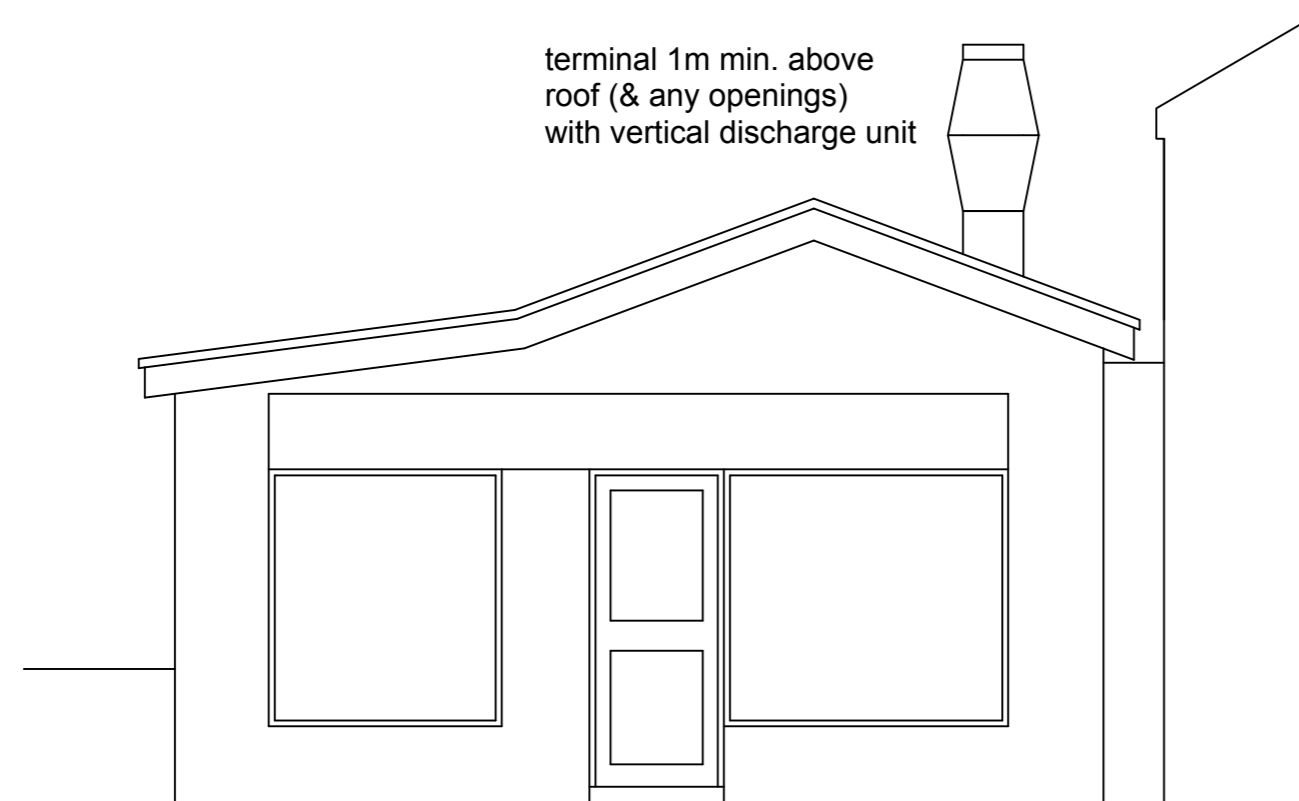 terminal 1m min. above
roof (& any openings)
with vertical discharge unit